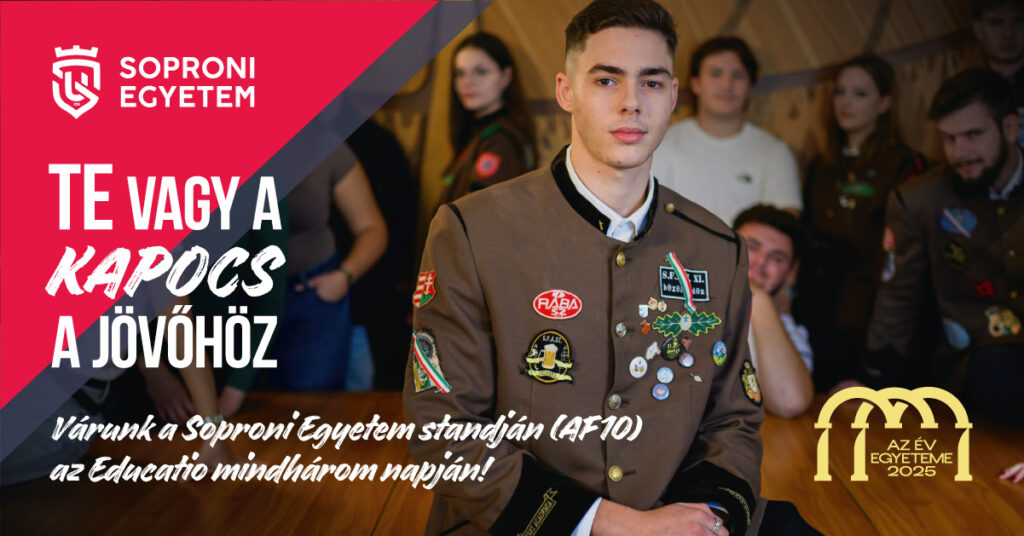 SOPRONI
EGYETEM
TE VAGY A
KAPOCS
A JÖVŐHÖZ
Várunk a Soproni Egyetem standján (AF10)
az Educatio mindhárom napján!
RÁBA
AZ ÉV
EGYETEME
2025